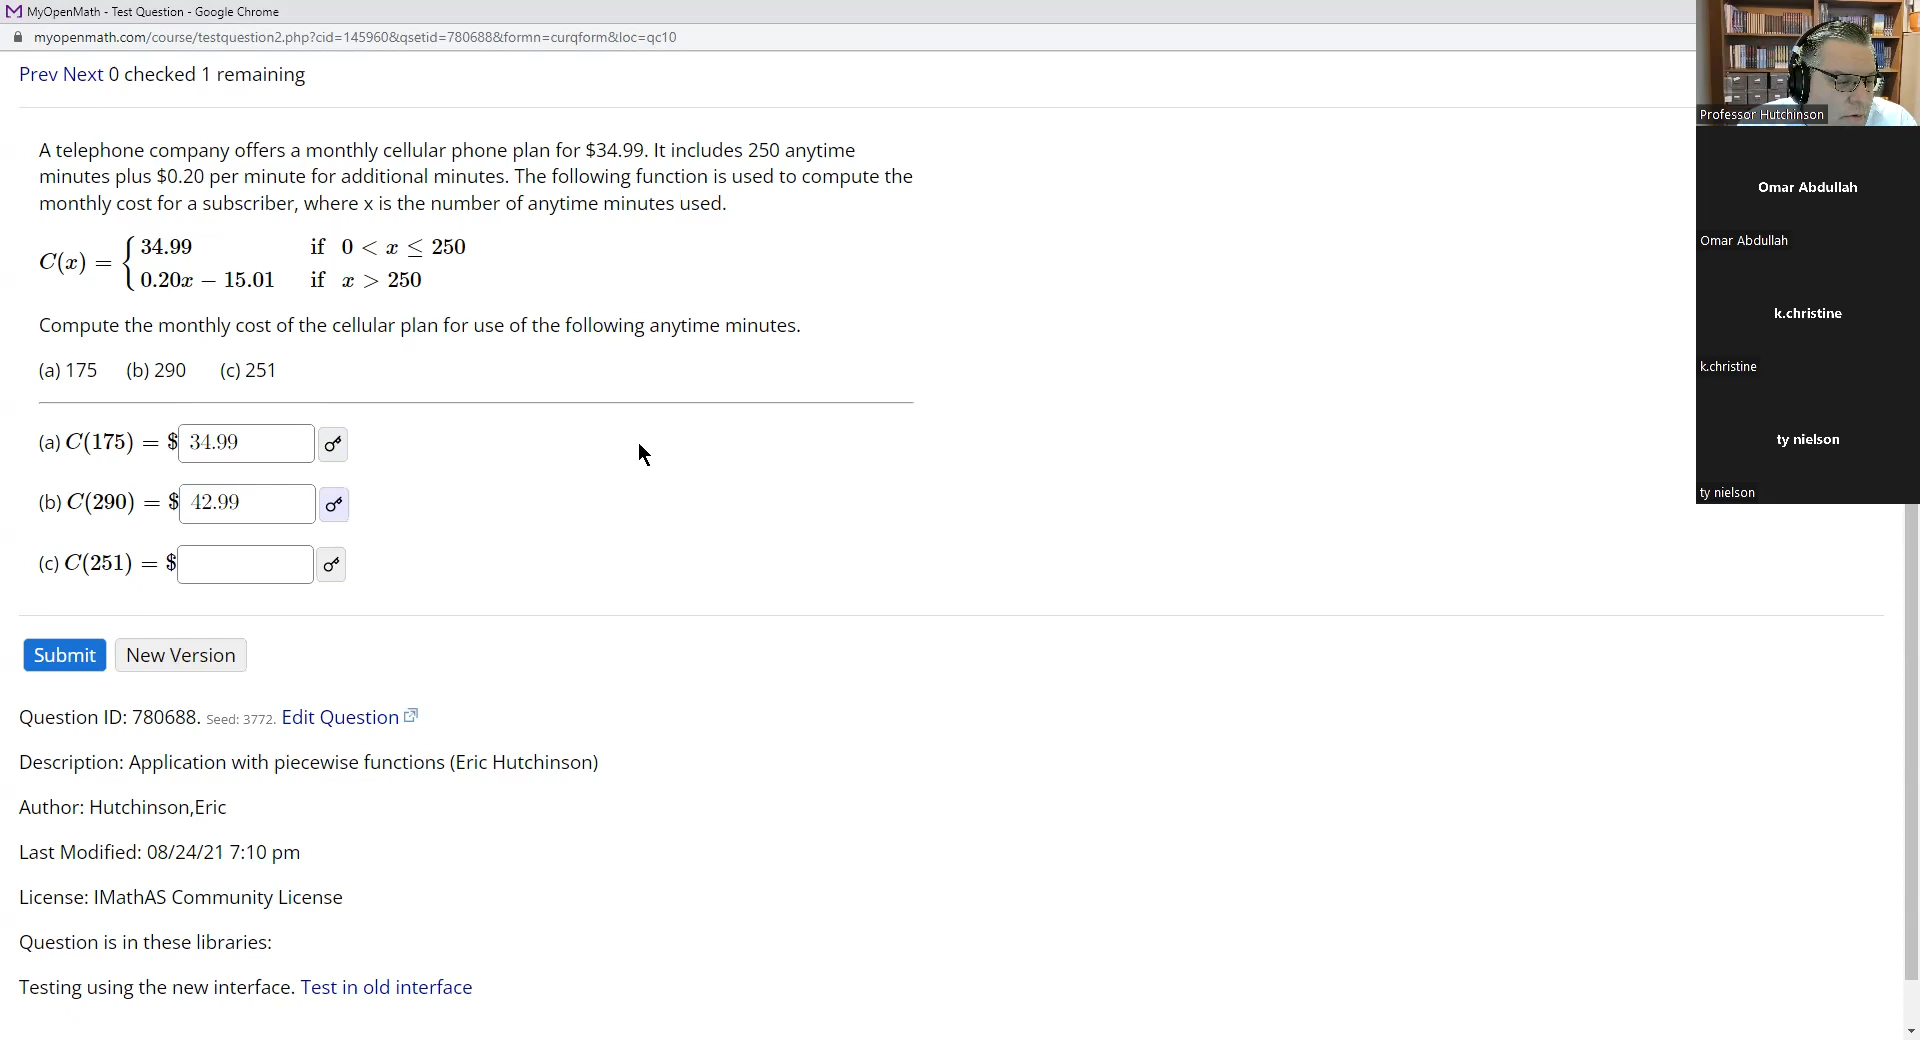 MyOpenMath - Test Question - Google Chrome
myopenmath.com/course/testquestion2.php?cid=145960&qsetid=780688&formn=curqform&loc=qc10
Prev Next 0 checked 1 remaining
A telephone company offers a monthly cellular phone plan for $34.99. It includes 250 anytime
minutes plus $0.20 per minute for additional minutes. The following function is used to compute the
monthly cost for a subscriber, where x is the number of anytime minutes used.
C(x) = { 34.99 if 0 < x ≤ 250
0.20x − 15.01 if x > 250
Compute the monthly cost of the cellular plan for use of the following anytime minutes.
(a) 175 (b) 290 (c) 251
(a) C(175) = $ 34.99
(b) C(290) = $ 42.99
(c) C(251) = $
Submit New Version
Question ID: 780688. Seed: 3772. Edit Question
Description: Application with piecewise functions (Eric Hutchinson)
Author: Hutchinson,Eric
Last Modified: 08/24/21 7:10 pm
License: IMathAS Community License
Question is in these libraries:
Testing using the new interface. Test in old interface
Professor Hutchinson
Omar Abdullah
Omar Abdullah
k.christine
k.christine
ty nielson
ty nielson